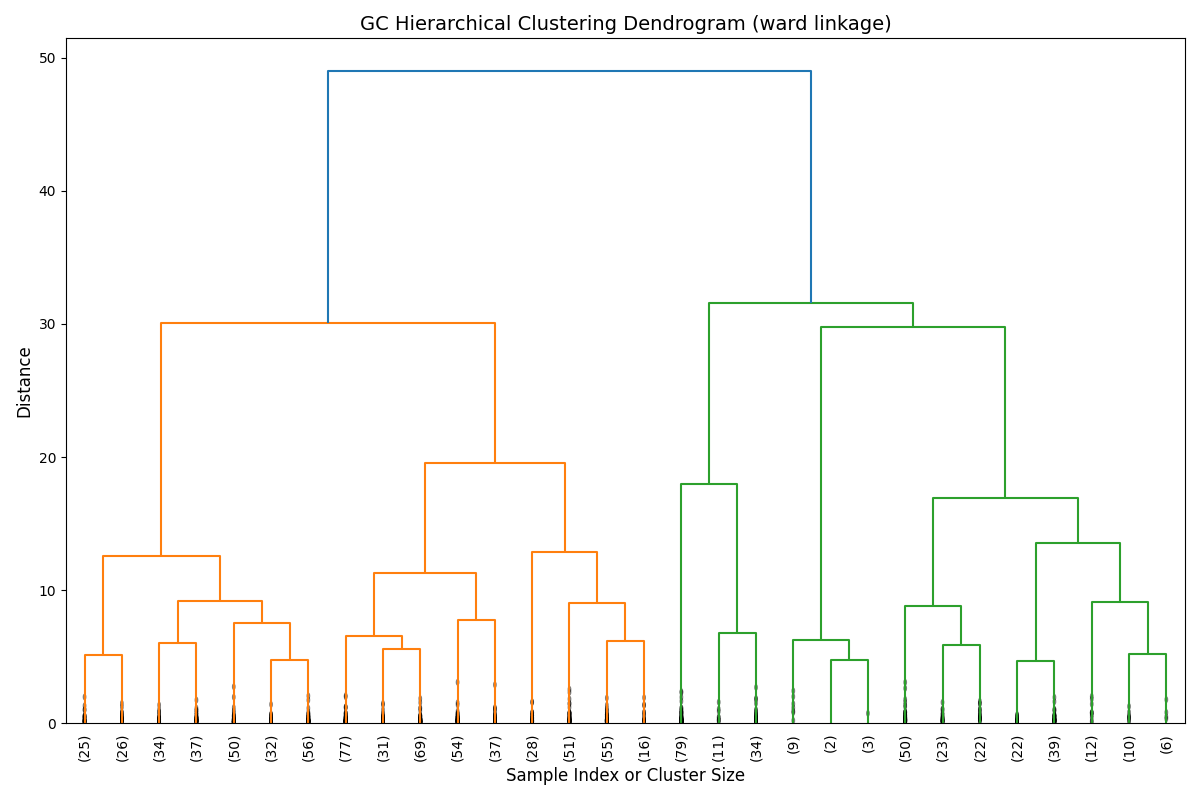 GC Hierarchical Clustering Dendrogram (ward linkage)
50
40
30
20
10
0
Distance
(25) (26) (34) (37) (50) (32) (56) (77) (31) (69) (54) (37) (28) (51) (55) (16) (79) (11) (34) (9) (2) (3) (50) (23) (22) (22) (39) (12) (10) (6)
Sample Index or Cluster Size